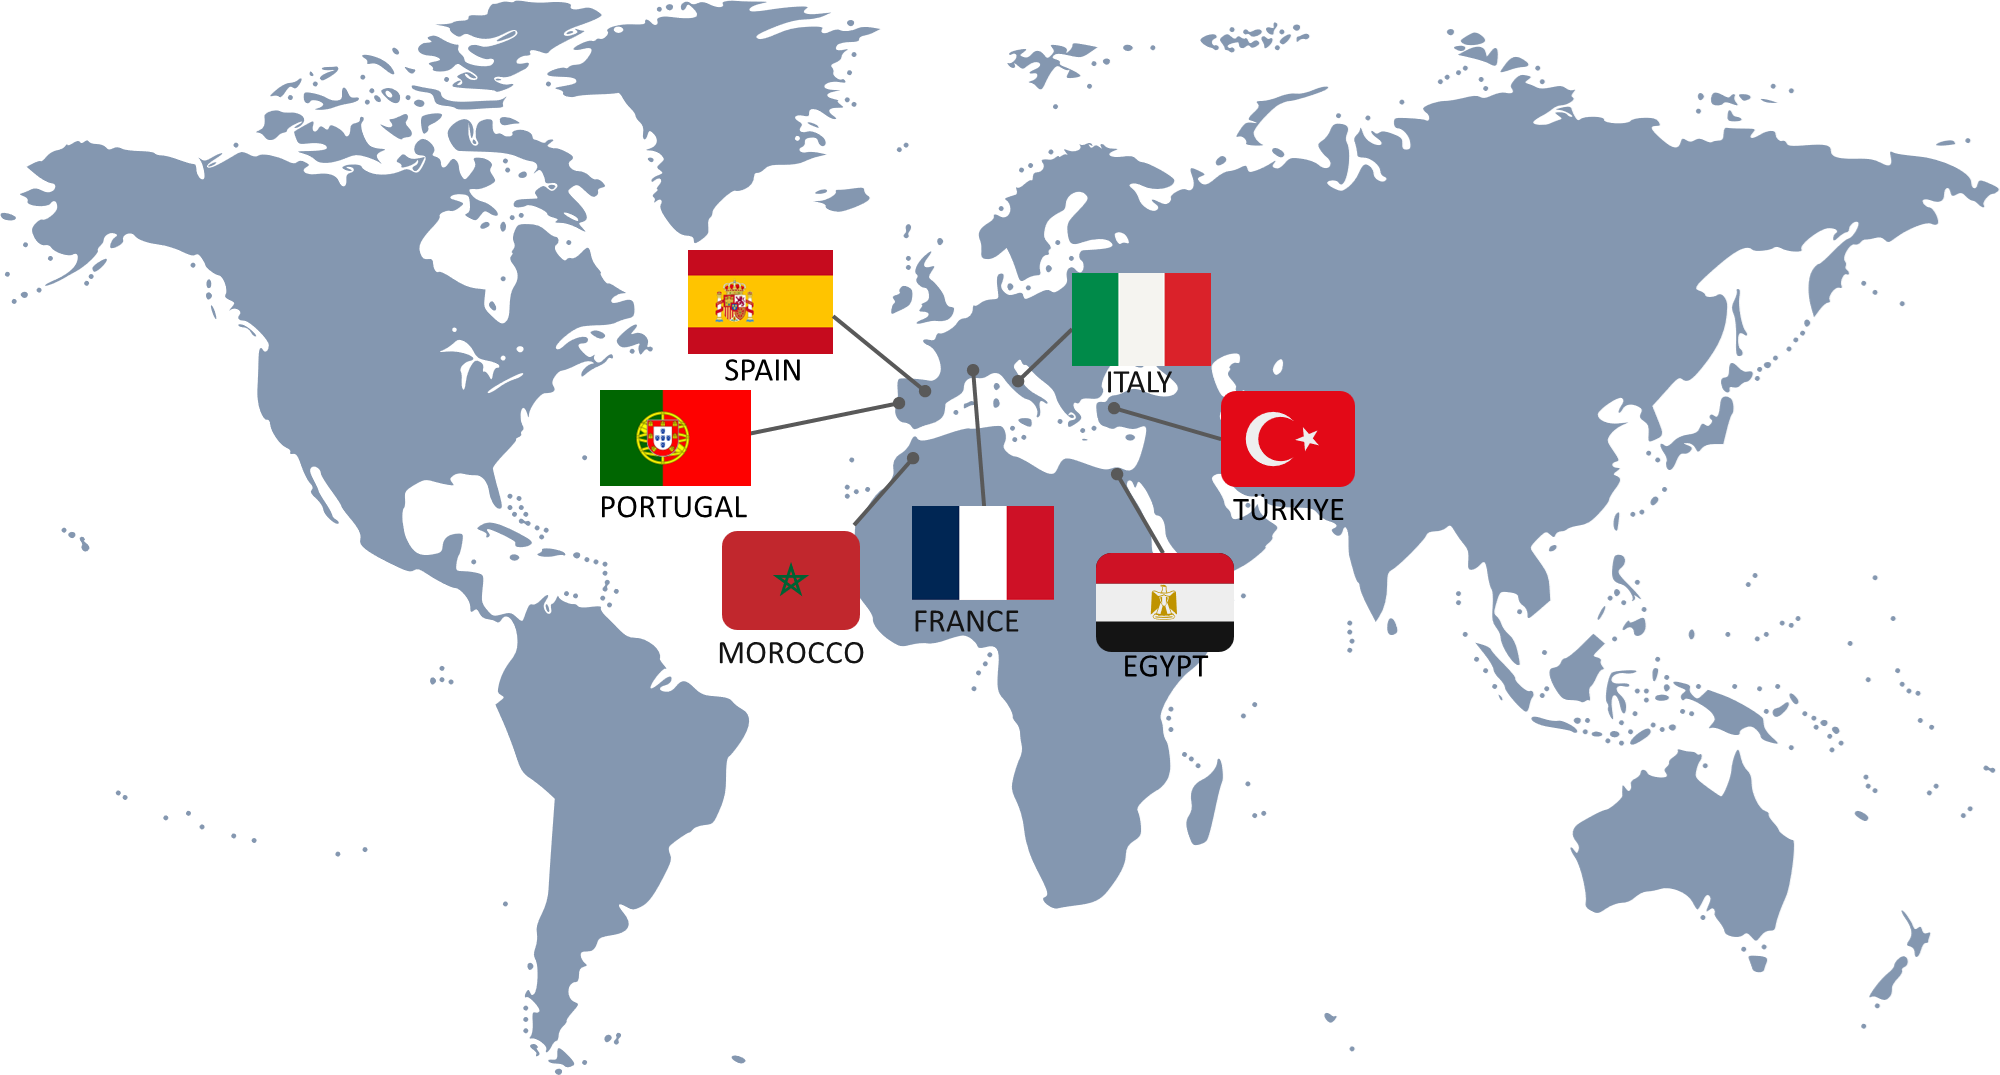 SPAIN
ITALY
PORTUGAL
TÜRKIYE
FRANCE
MOROCCO
EGYPT